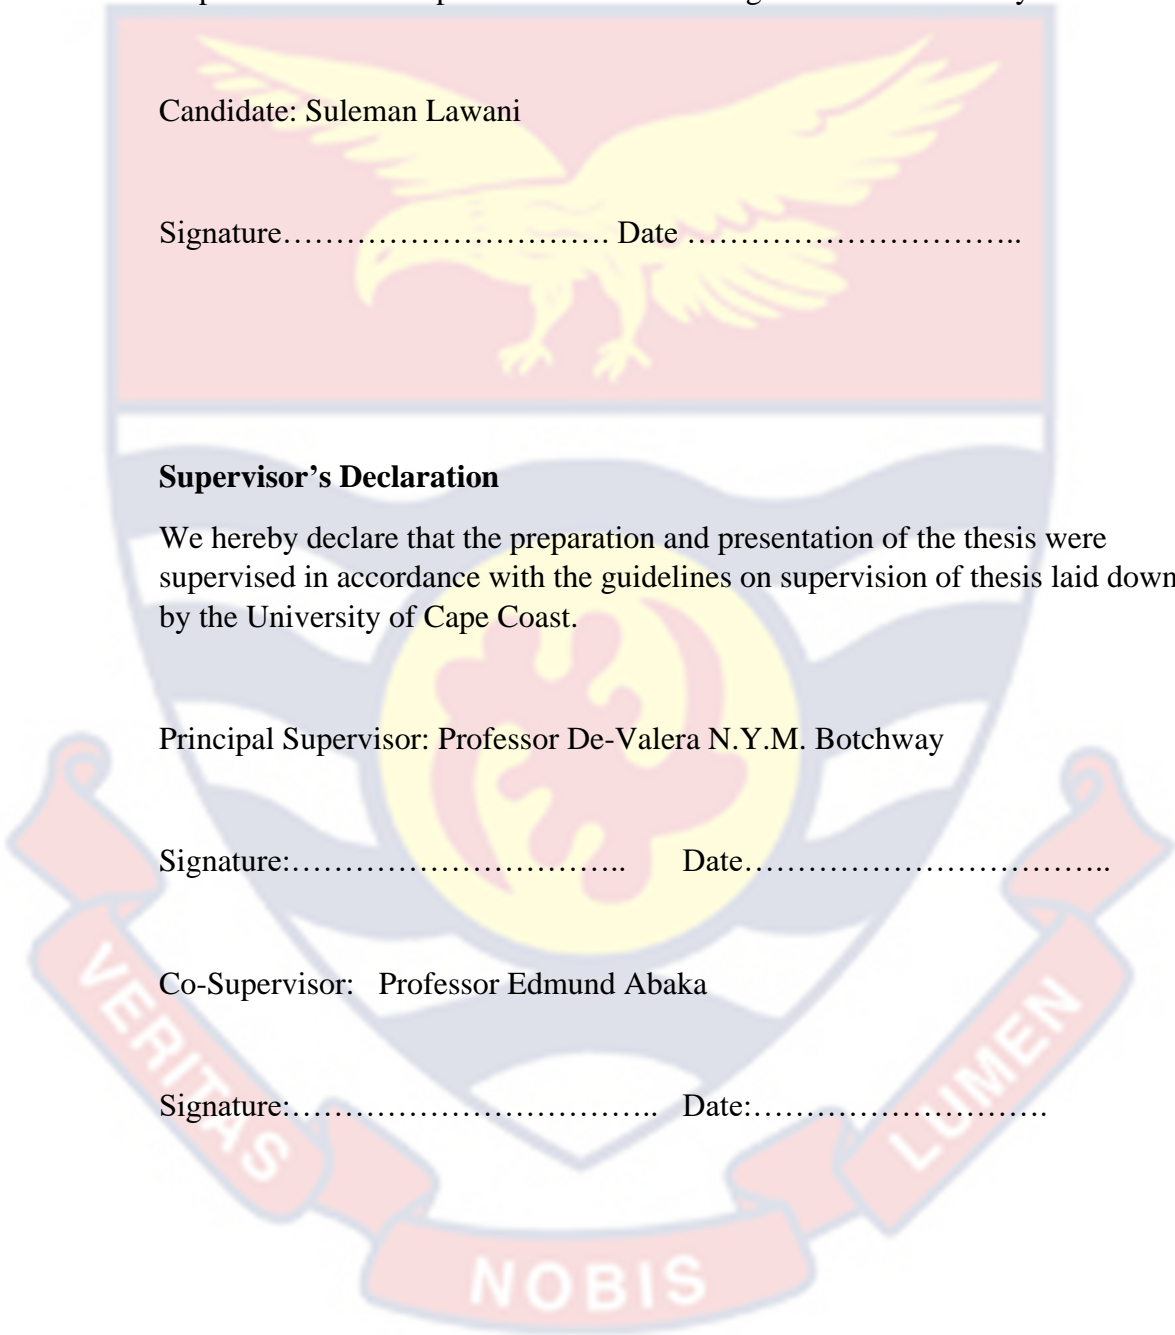 Candidate: Suleman Lawani
Signature…………………………. Date …………………………..
Supervisor’s Declaration
We hereby declare that the preparation and presentation of the thesis were
supervised in accordance with the guidelines on supervision of thesis laid down
by the University of Cape Coast.
Principal Supervisor: Professor De-Valera N.Y.M. Botchway
Signature:………………………….. Date……………………………..
Co-Supervisor: Professor Edmund Abaka
Signature:…………………………….. Date:……………………….
VERITAS
NOBIS
LUMEN